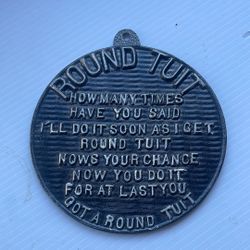 ROUND TUIT
HOW MANY TIMES
HAVE YOU SAID
I'LL DO IT SOON AS I GET
ROUND TUIT
NOWS YOUR CHANCE
NOW YOU DO IT
FOR AT LAST YOU
GOT A ROUND TUIT